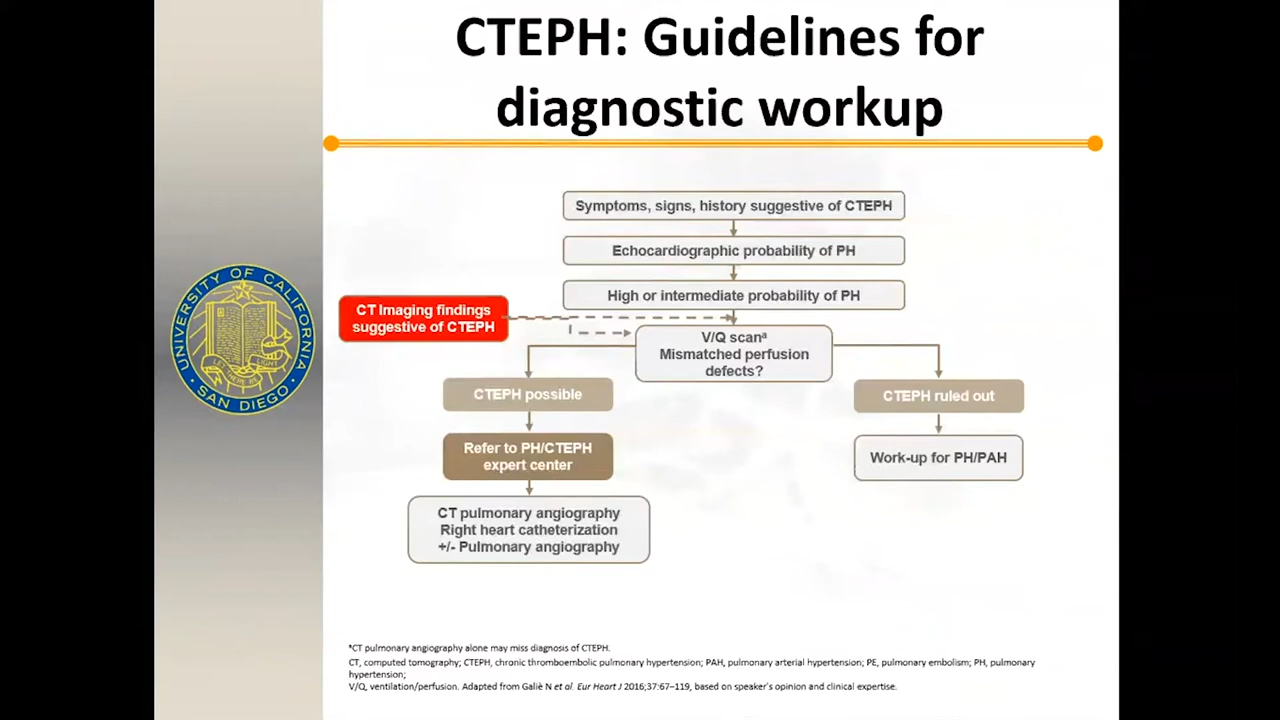 CTEPH: Guidelines for
diagnostic workup
Symptoms, signs, history suggestive of CTEPH
Echocardiographic probability of PH
High or intermediate probability of PH
CT Imaging findings
suggestive of CTEPH
V/Q scanª
Mismatched perfusion
defects?
CTEPH possible
CTEPH ruled out
Refer to PH/CTEPH
expert center
Work-up for PH/PAH
CT pulmonary angiography
Right heart catheterization
+/- Pulmonary angiography
UNIVERSITY OF CALIFORNIA
SAN DIEGO
LET THERE BE LIGHT
ªCT pulmonary angiography alone may miss diagnosis of CTEPH.
CT, computed tomography; CTEPH, chronic thromboembolic pulmonary hypertension; PAH, pulmonary arterial hypertension; PE, pulmonary embolism; PH, pulmonary
hypertension;
V/Q, ventilation/perfusion. Adapted from Galiè N et al. Eur Heart J 2016;37:67–119, based on speaker's opinion and clinical expertise.